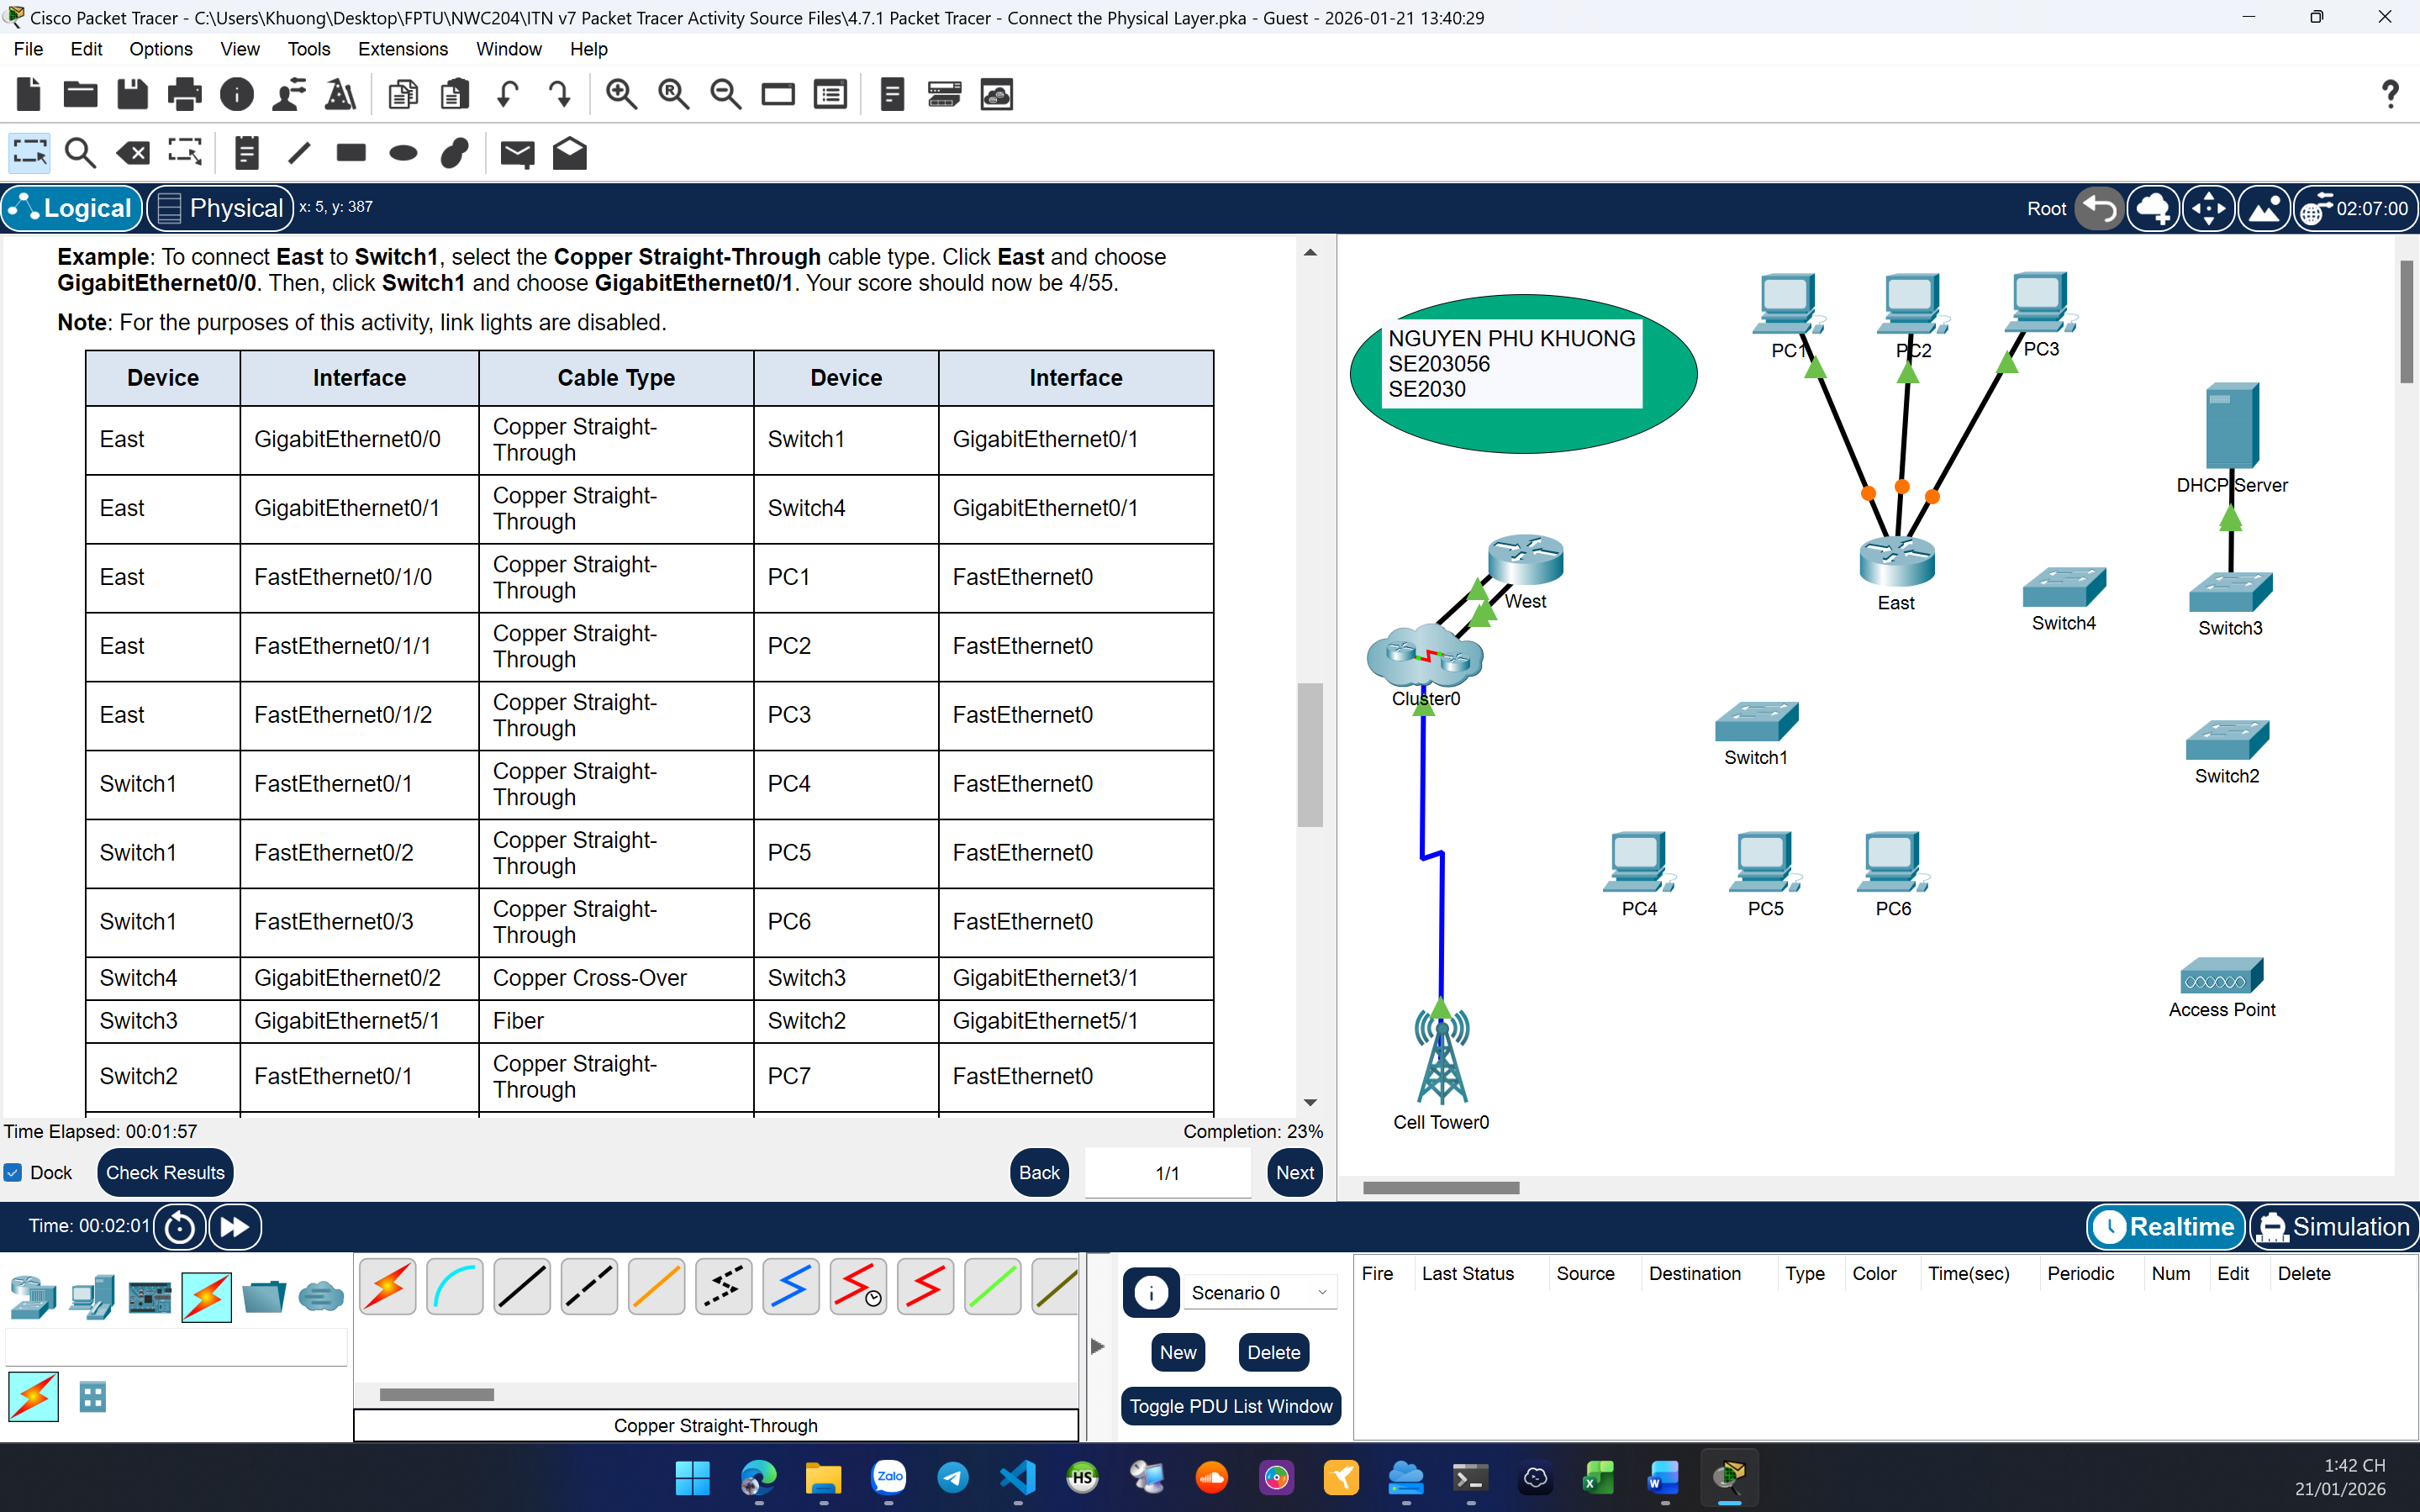 Cisco Packet Tracer - C:\Users\Khuong\Desktop\FPTU\NWC204\ITN v7 Packet Tracer Activity Source Files\4.7.1 Packet Tracer - Connect the Physical Layer.pka - Guest - 2026-01-21 13:40:29
File Edit Options View Tools Extensions Window Help
Logical Physical x: 5, y: 387 Root 02:07:00
Example: To connect East to Switch1, select the Copper Straight-Through cable type. Click East and choose
GigabitEthernet0/0. Then, click Switch1 and choose GigabitEthernet0/1. Your score should now be 4/55.
Note: For the purposes of this activity, link lights are disabled.
Device Interface Cable Type Device Interface
East GigabitEthernet0/0 Copper Straight-Through Switch1 GigabitEthernet0/1
East GigabitEthernet0/1 Copper Straight-Through Switch4 GigabitEthernet0/1
East FastEthernet0/1/0 Copper Straight-Through PC1 FastEthernet0
East FastEthernet0/1/1 Copper Straight-Through PC2 FastEthernet0
East FastEthernet0/1/2 Copper Straight-Through PC3 FastEthernet0
Switch1 FastEthernet0/1 Copper Straight-Through PC4 FastEthernet0
Switch1 FastEthernet0/2 Copper Straight-Through PC5 FastEthernet0
Switch1 FastEthernet0/3 Copper Straight-Through PC6 FastEthernet0
Switch4 GigabitEthernet0/2 Copper Cross-Over Switch3 GigabitEthernet3/1
Switch3 GigabitEthernet5/1 Fiber Switch2 GigabitEthernet5/1
Switch2 FastEthernet0/1 Copper Straight-Through PC7 FastEthernet0
Time Elapsed: 00:01:57 Completion: 23%
Dock Check Results Back 1/1 Next
NGUYEN PHU KHUONG
SE203056
SE2030
PC1
PC2
PC3
DHCP Server
West
East
Switch4
Switch3
Cluster0
Switch1
Switch2
PC4
PC5
PC6
Access Point
Cell Tower0
Time: 00:02:01 Realtime Simulation
Scenario 0
New Delete
Toggle PDU List Window
Copper Straight-Through
Fire Last Status Source Destination Type Color Time(sec) Periodic Num Edit Delete
Zalo
HS
1:42 CH
21/01/2026